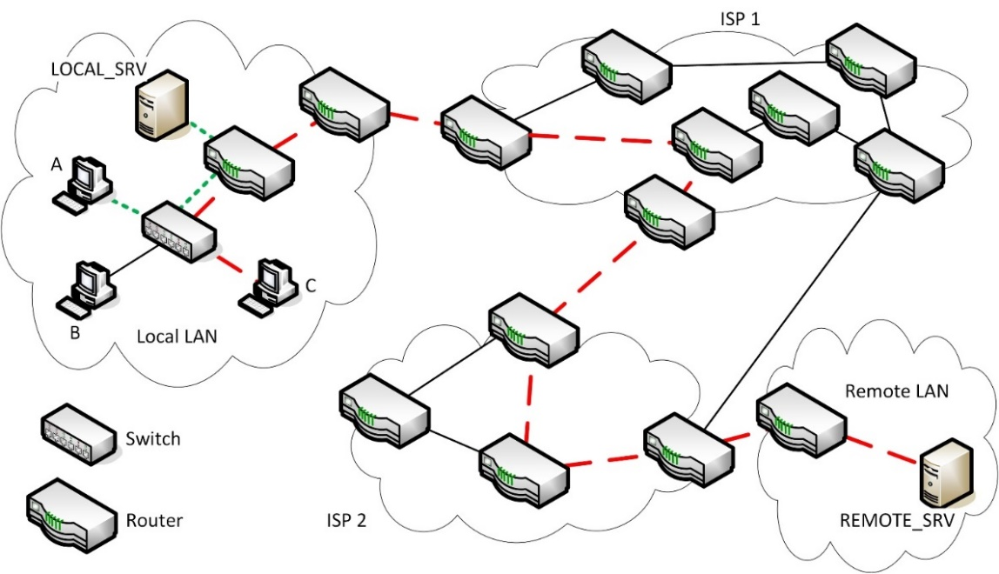 ISP 1
LOCAL_SRV
A
C
B
Local LAN
Remote LAN
Switch
ISP 2
Router
REMOTE_SRV